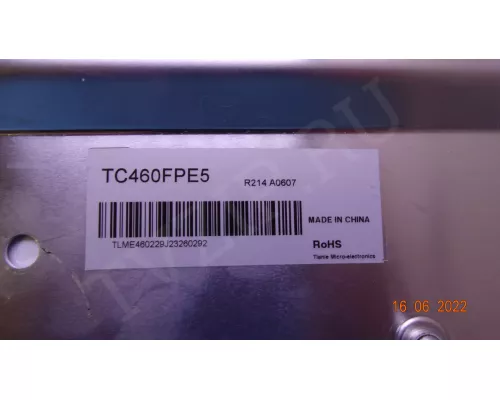 TC460FPE5
R214 A0607
TLME460229J23260292
MADE IN CHINA
RoHS
Tianle Micro-electronics
16 06 2022